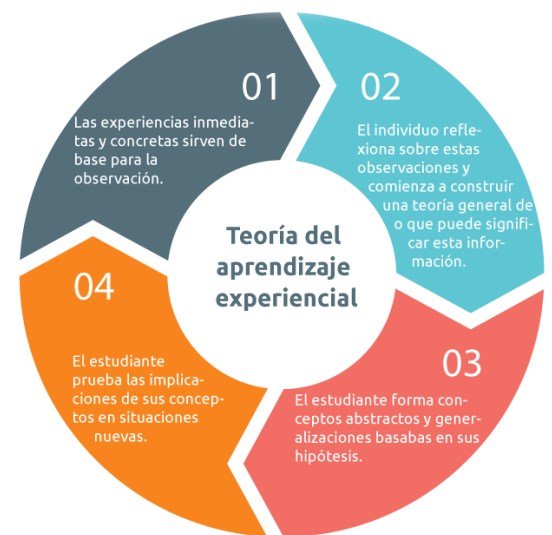 01
Las experiencias inmedia-
tas y concretas sirven de
base para la
observación.
02
El individuo refle-
xiona sobre estas
observaciones y
comienza a construir
una teoría general de
o que puede signifi-
car esta infor-
mación.
Teoría del
aprendizaje
experiencial
03
El estudiante forma con-
ceptos abstractos y gener-
alizaciones basabas en sus
hipótesis.
04
El estudiante
prueba las implica-
ciones de sus concep-
tos en situaciones
nuevas.